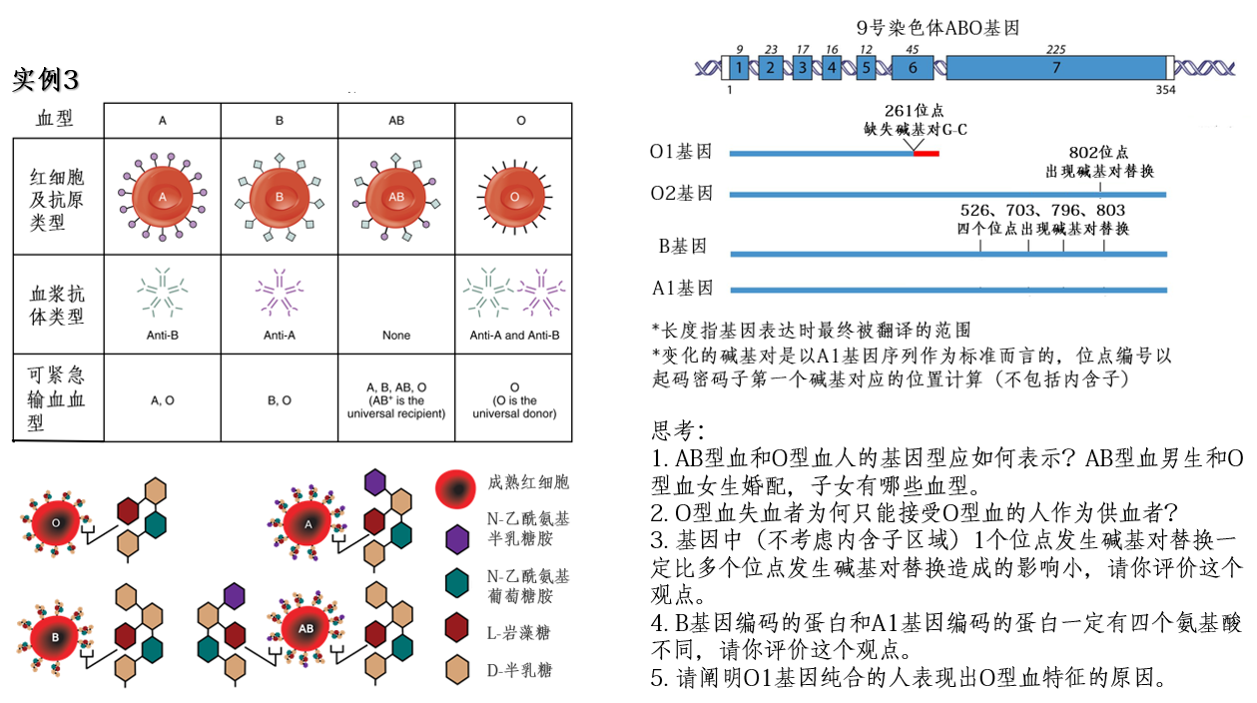 实例3
血型 A B AB O
红细胞
及抗原
类型
A B AB O
血浆抗
体类型
Anti-B Anti-A None Anti-A and Anti-B
可紧急
输血血
型
A, O
B, O
A, B, AB, O
(AB⁺ is the
universal recipient)
O
(O is the
universal donor)
O
A
B
AB
成熟红细胞
N-乙酰氨基
半乳糖胺
N-乙酰氨基
葡萄糖胺
L-岩藻糖
D-半乳糖
9号染色体ABO基因
9 23 17 16 12 45 225
1 2 3 4 5 6 7
1 354
261位点
缺失碱基对G-C
O1基因
802位点
出现碱基对替换
O2基因
526、703、796、803
四个位点出现碱基对替换
B基因
A1基因
*长度指基因表达时最终被翻译的范围
*变化的碱基对是以A1基因序列作为标准而言的，位点编号以
起码密码子第一个碱基对应的位置计算（不包括内含子）
思考：
1. AB型血和O型血人的基因型应如何表示？AB型血男生和O
型血女生婚配，子女有哪些血型。
2. O型血失血者为何只能接受O型血的人作为供血者？
3. 基因中（不考虑内含子区域）1个位点发生碱基对替换一
定比多个位点发生碱基对替换造成的影响小，请你评价这个
观点。
4. B基因编码的蛋白和A1基因编码的蛋白一定有四个氨基酸
不同，请你评价这个观点。
5. 请阐明O1基因纯合的人表现出O型血特征的原因。